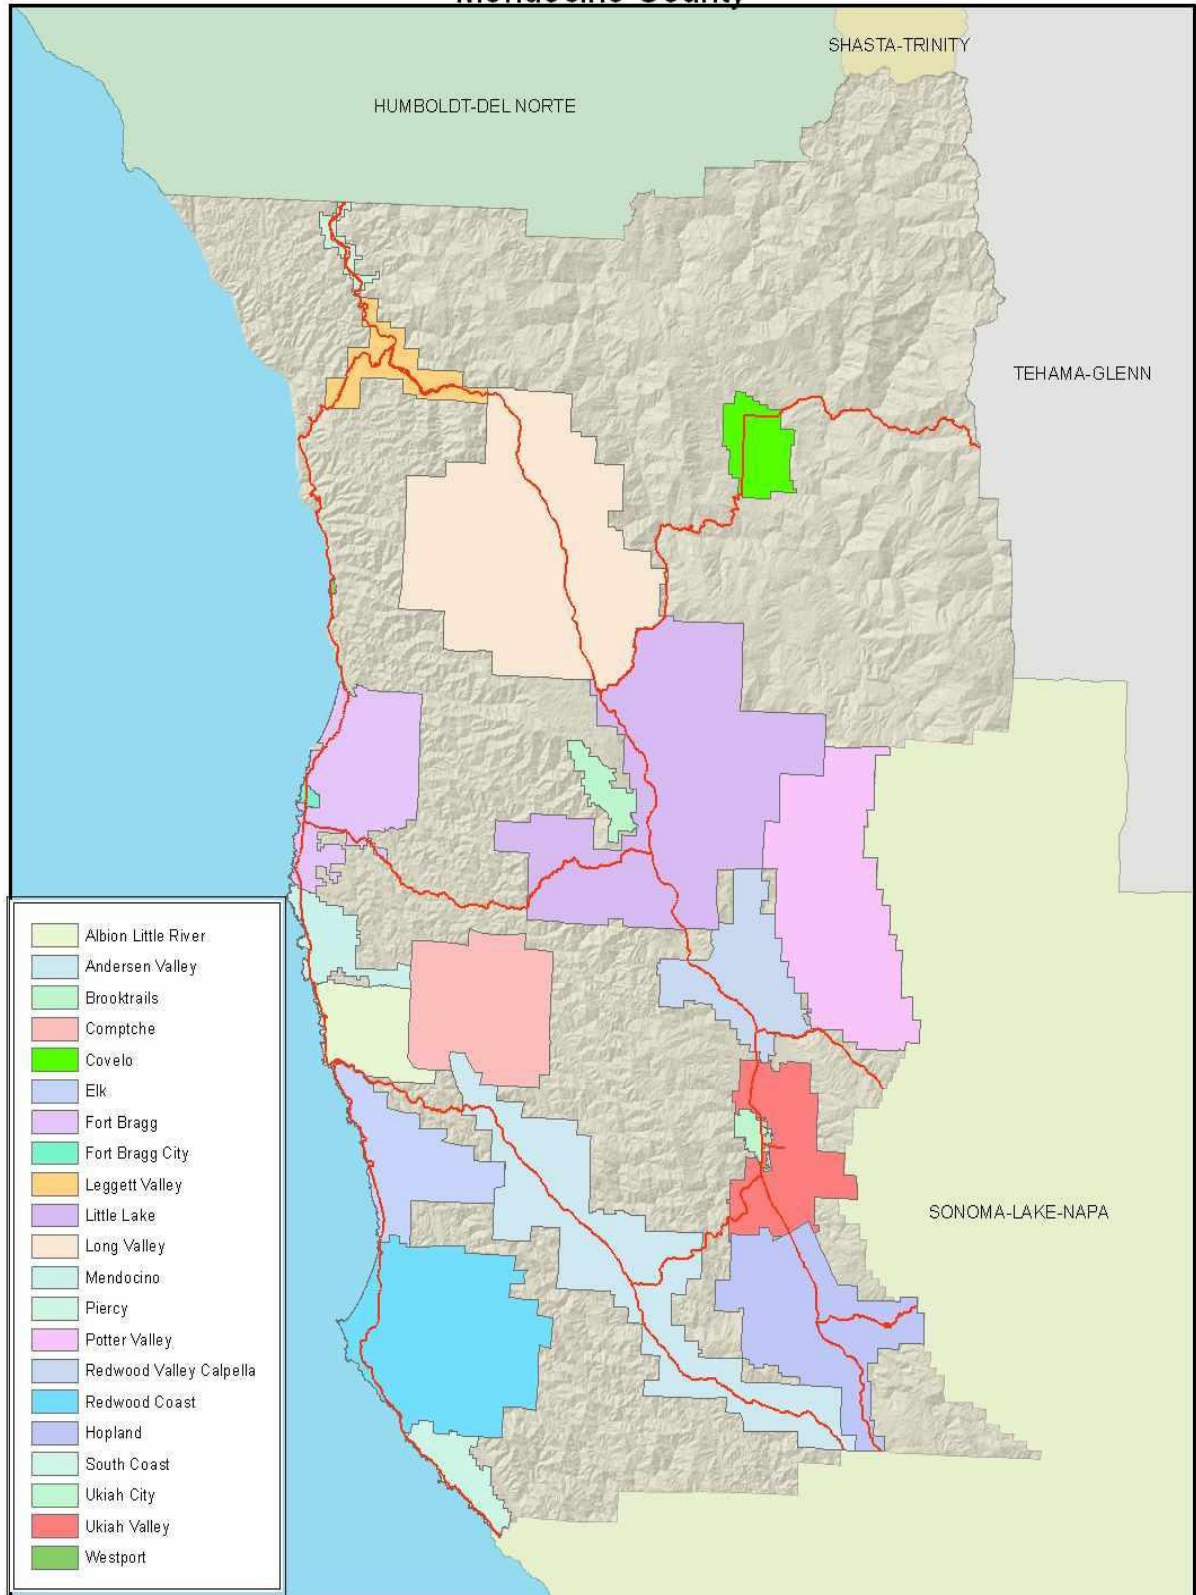 SHASTA-TRINITY
HUMBOLDT-DEL NORTE
TEHAMA-GLENN
SONOMA-LAKE-NAPA
Albion Little River
Andersen Valley
Brooktrails
Comptche
Covelo
Elk
Fort Bragg
Fort Bragg City
Leggett Valley
Little Lake
Long Valley
Mendocino
Piercy
Potter Valley
Redwood Valley Calpella
Redwood Coast
Hopland
South Coast
Ukiah City
Ukiah Valley
Westport